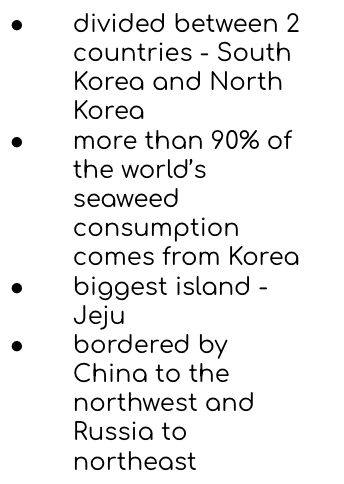 ● divided between 2
countries - South
Korea and North
Korea
● more than 90% of
the world's
seaweed
consumption
comes from Korea
● biggest island -
Jeju
● bordered by
China to the
northwest and
Russia to
northeast